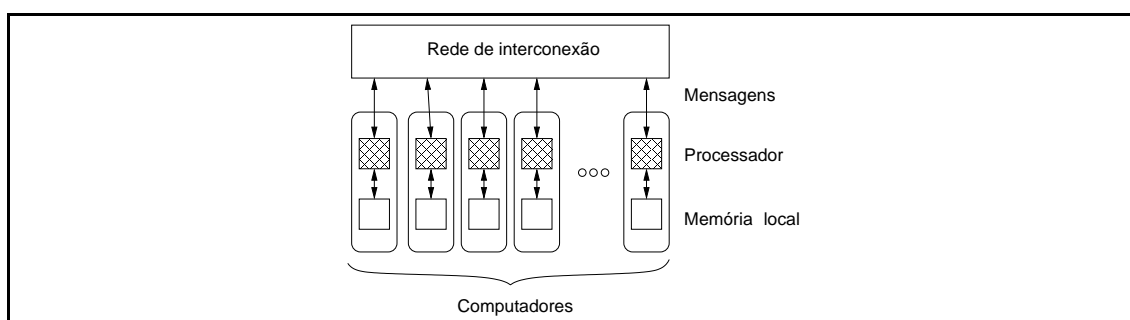 Rede de interconexão
Mensagens
Processador
Memória local
Computadores